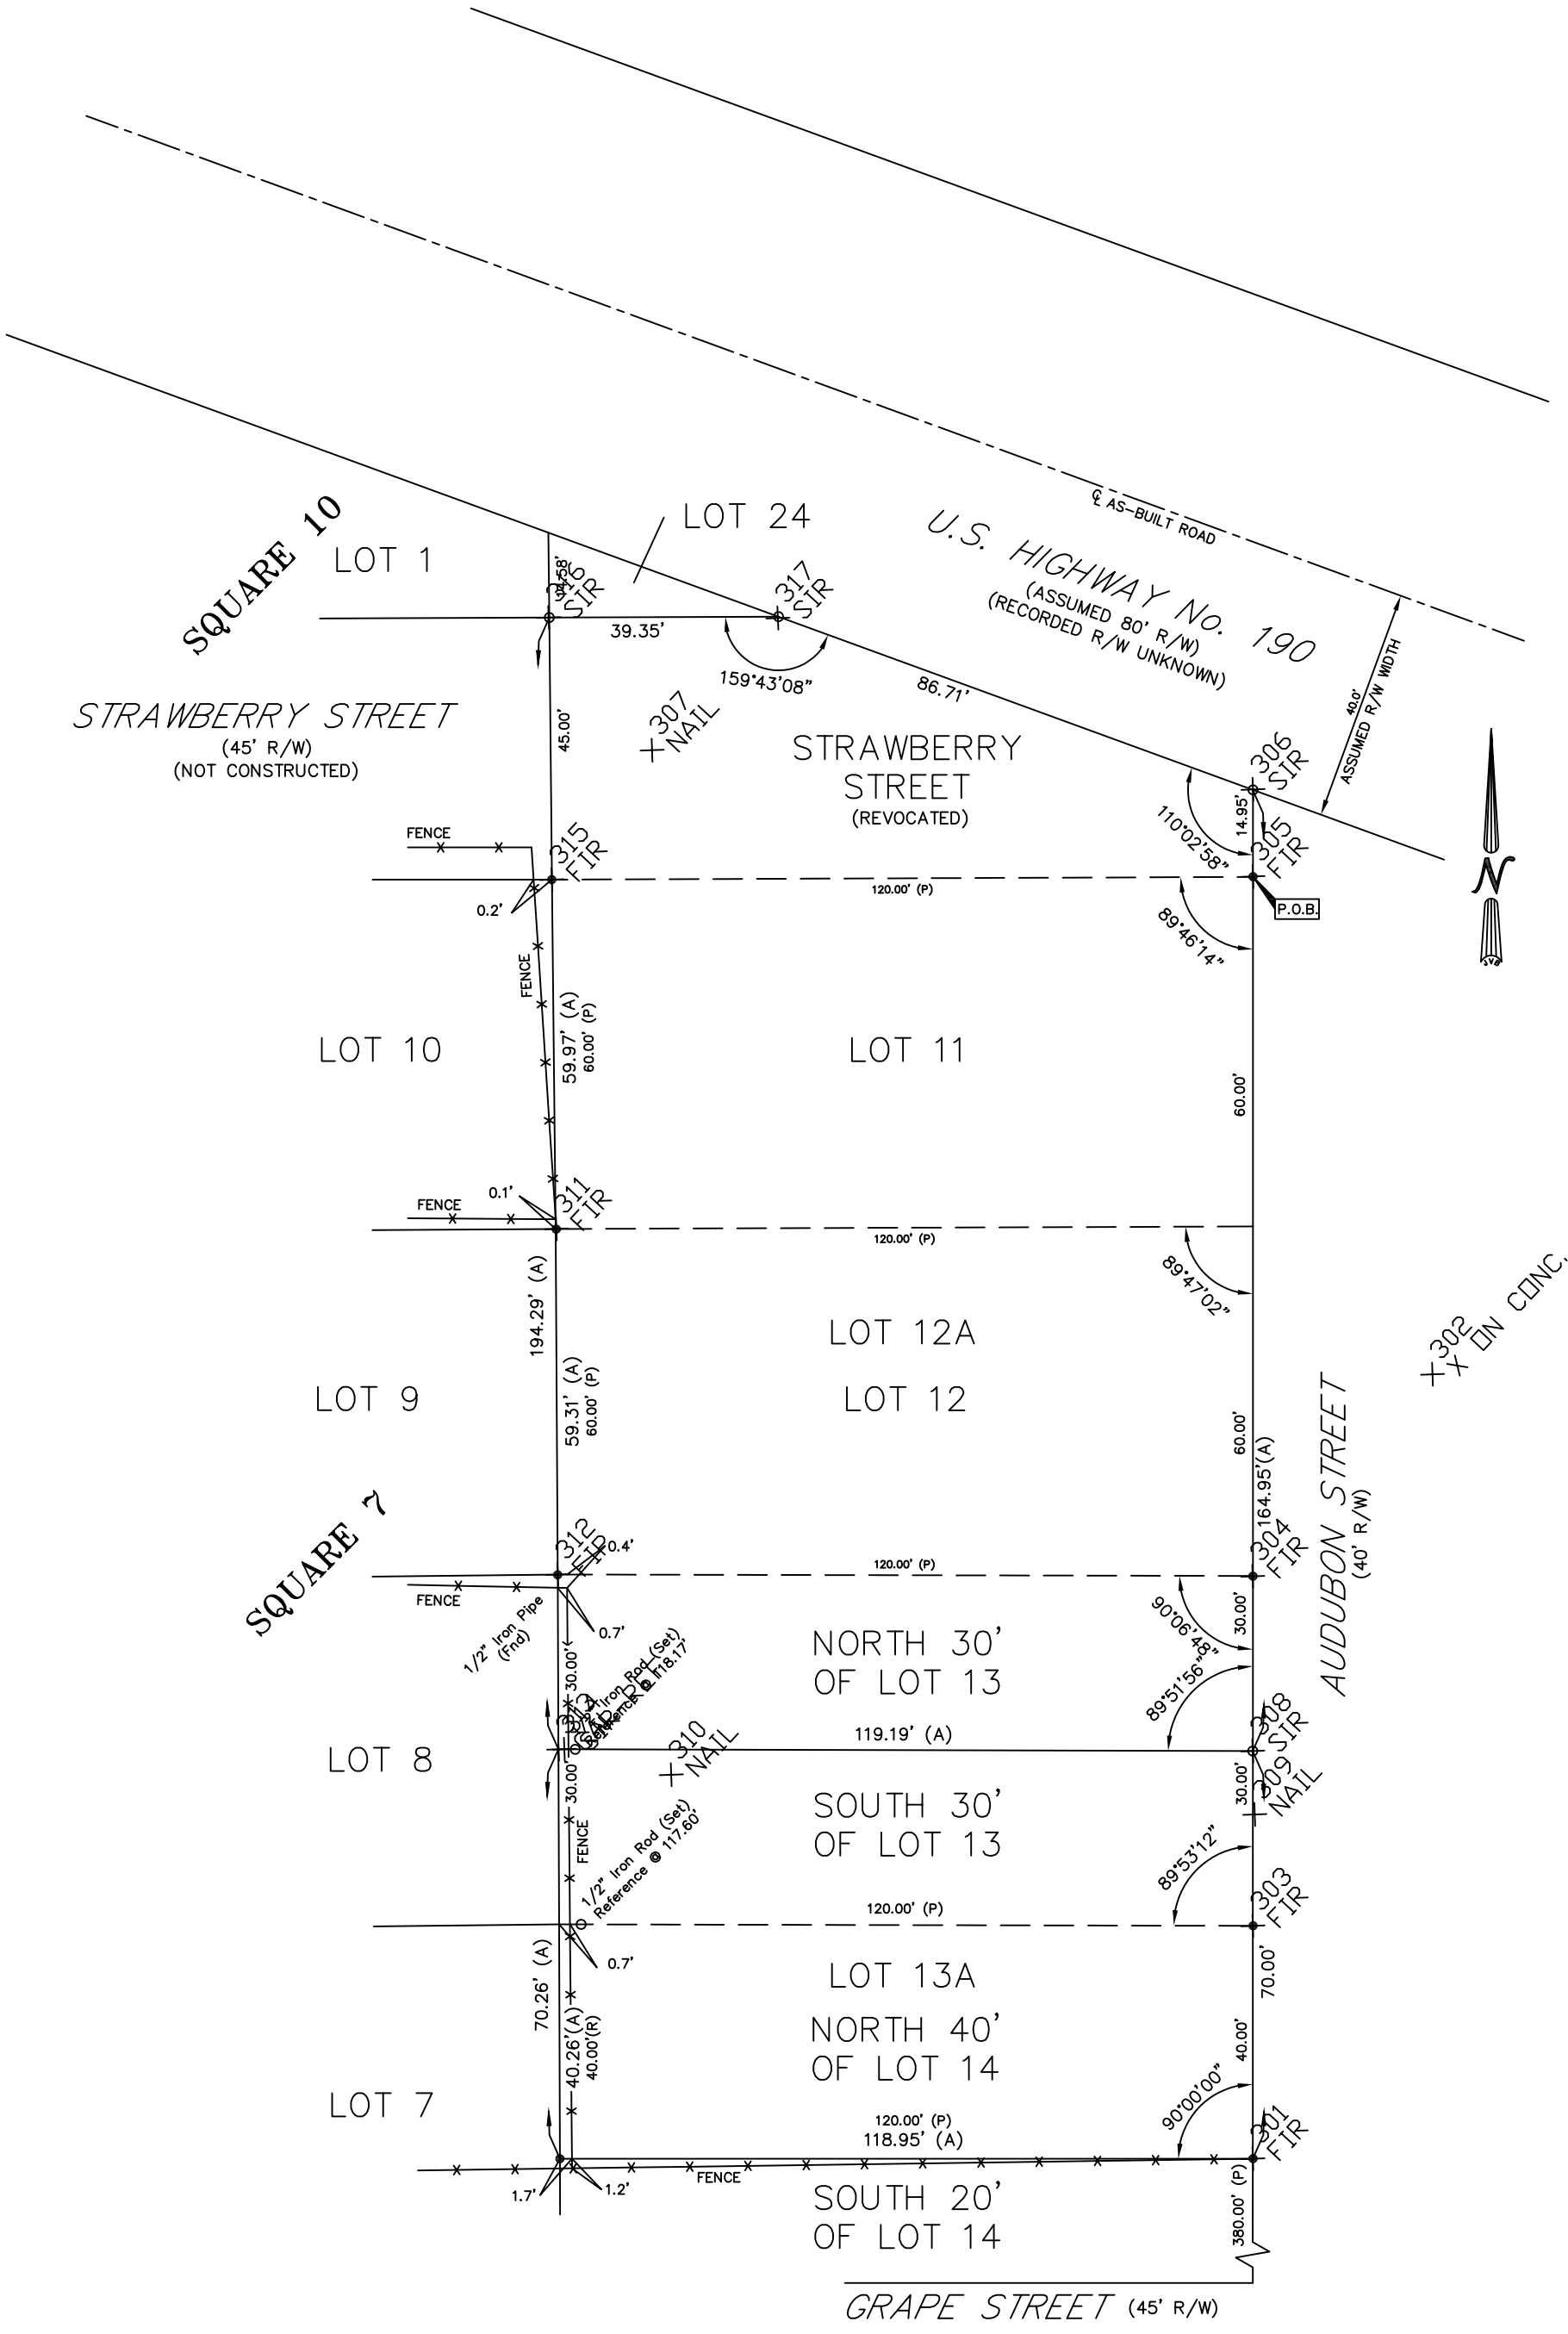 SQUARE 10
LOT 1
LOT 24
316
SIR
317
SIR
39.35'
159°43'08"
86.71'
℄ AS-BUILT ROAD
U.S. HIGHWAY No. 190
(ASSUMED 80' R/W)
(RECORDED R/W UNKNOWN)
40.0'
ASSUMED R/W WIDTH
STRAWBERRY STREET
(45' R/W)
(NOT CONSTRUCTED)
45.00'
307
NAIL
STRAWBERRY
STREET
(REVOCATED)
306
SIR
14.95'
110°02'58"
305
FIR
P.O.B.
N
FENCE
315
FIR
0.2'
120.00' (P)
89°46'14"
FENCE
59.97' (A)
60.00' (P)
LOT 10
LOT 11
60.00'
FENCE
0.1'
311
FIR
120.00' (P)
89°47'02"
194.29' (A)
LOT 12A
302
X ON CONC.
LOT 9
59.31' (A)
60.00' (P)
LOT 12
60.00'
164.95'(A)
AUDUBON STREET
(40' R/W)
SQUARE 7
312
FIR
0.4'
120.00' (P)
304
FIR
FENCE
1/2" Iron Pipe
(Fnd)
0.7'
30.00'
NORTH 30'
OF LOT 13
90°06'48"
30.00'
89°51'56"
1/2" Iron Rod (Set)
Reference @ 118.17'
LOT 8
310
NAIL
119.19' (A)
308
SIR
309
NAIL
30.00'
FENCE
SOUTH 30'
OF LOT 13
30.00'
89°53'12"
1/2" Iron Rod (Set)
Reference @ 117.60'
120.00' (P)
303
FIR
0.7'
70.26' (A)
LOT 13A
70.00'
40.26'(A)
40.00'(R)
NORTH 40'
OF LOT 14
40.00'
LOT 7
90°00'00"
120.00' (P)
118.95' (A)
301
FIR
1.7'
1.2'
FENCE
SOUTH 20'
OF LOT 14
380.00' (P)
GRAPE STREET (45' R/W)